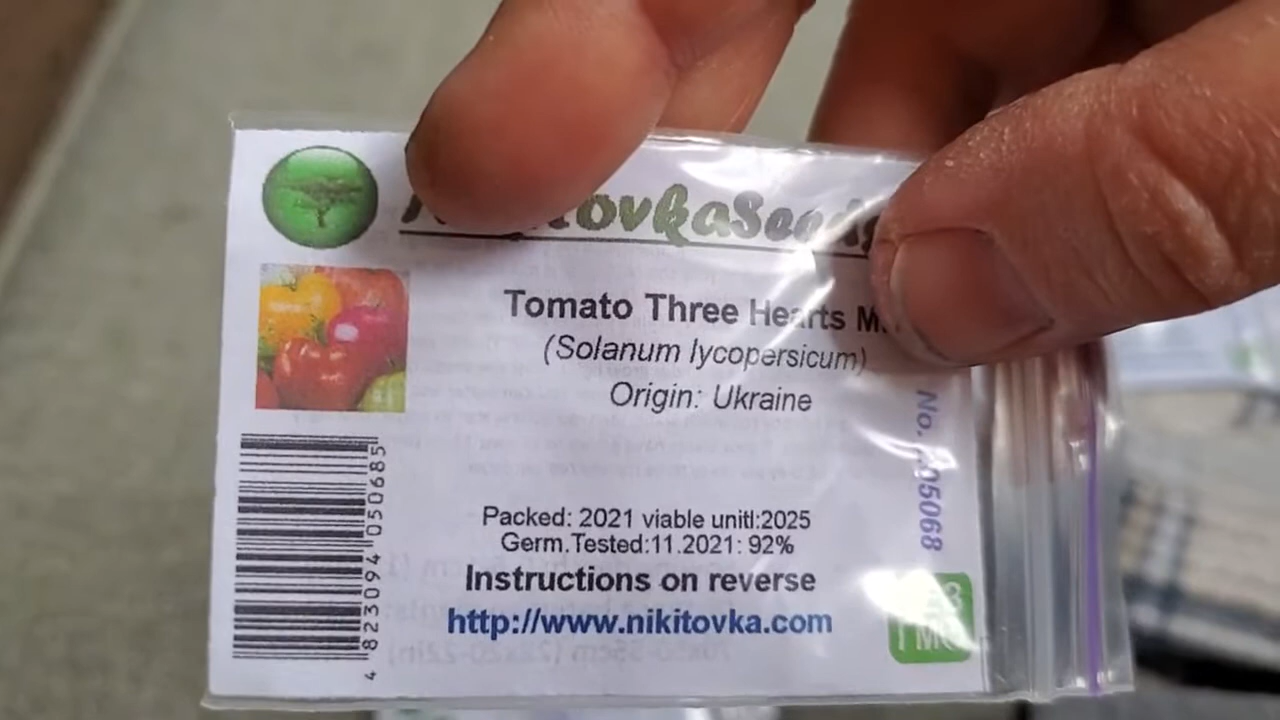 Tomato Three Hearts
(Solanum lycopersicum)
Origin: Ukraine
Packed: 2021 viable unitl:2025
Germ.Tested:11.2021: 92%
Instructions on reverse
http://www.nikitovka.com
4 823094 050685